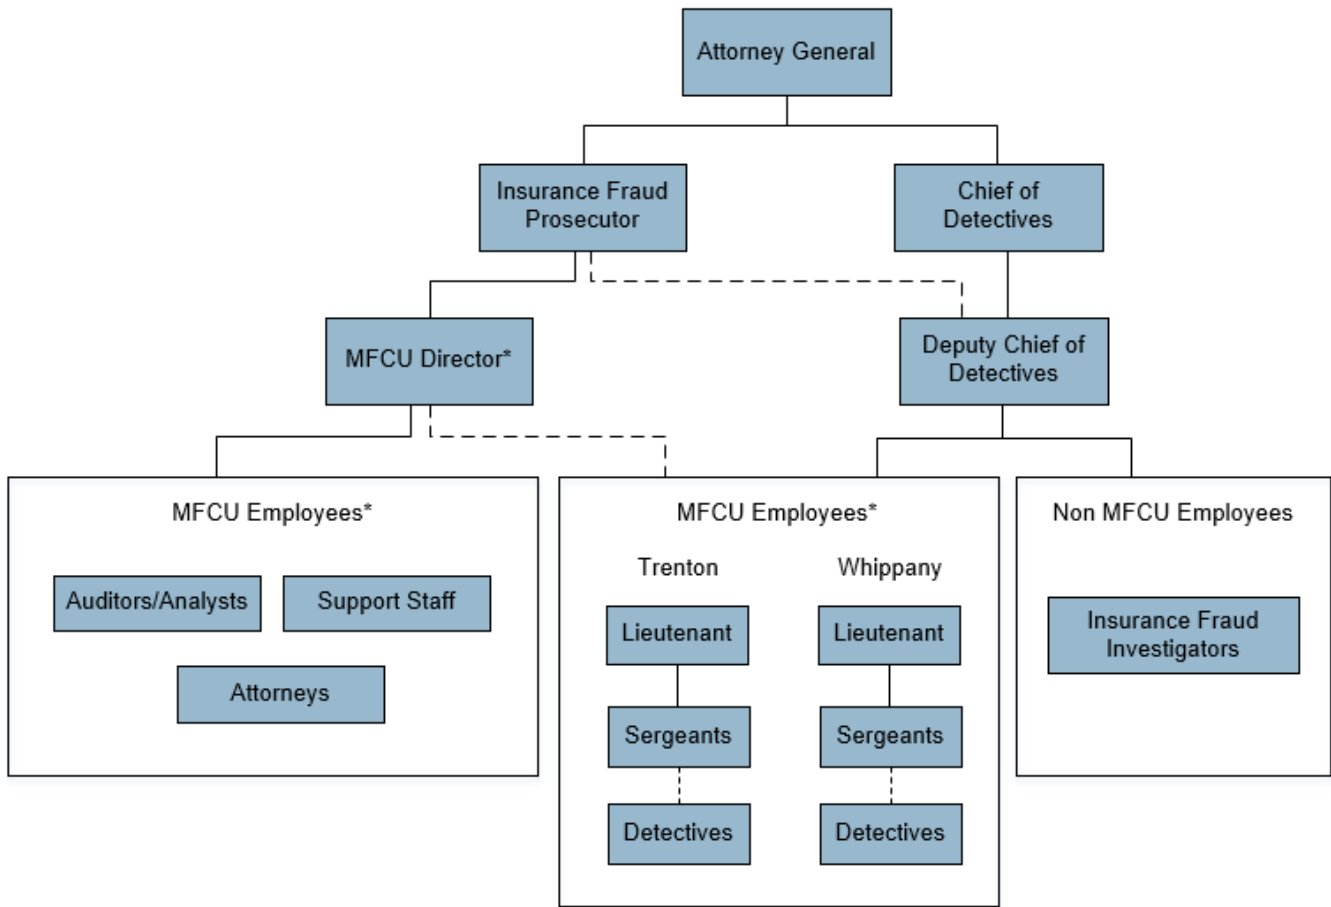 Attorney General
Insurance Fraud
Prosecutor
Chief of
Detectives
MFCU Director*
Deputy Chief of
Detectives
MFCU Employees*
Auditors/Analysts
Support Staff
Attorneys
MFCU Employees*
Trenton
Whippany
Lieutenant
Lieutenant
Sergeants
Sergeants
Detectives
Detectives
Non MFCU Employees
Insurance Fraud
Investigators